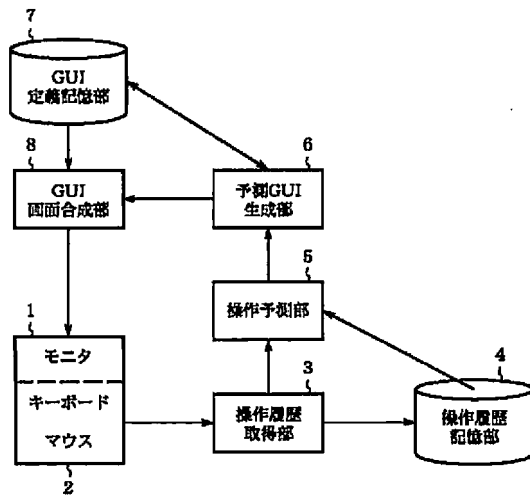 7
GUI
定義記憶部
8
GUI
画面合成部
6
予測GUI
生成部
5
操作予測部
1
モニタ
キーボード
マウス
2
3
操作履歴
取得部
4
操作履歴
記憶部